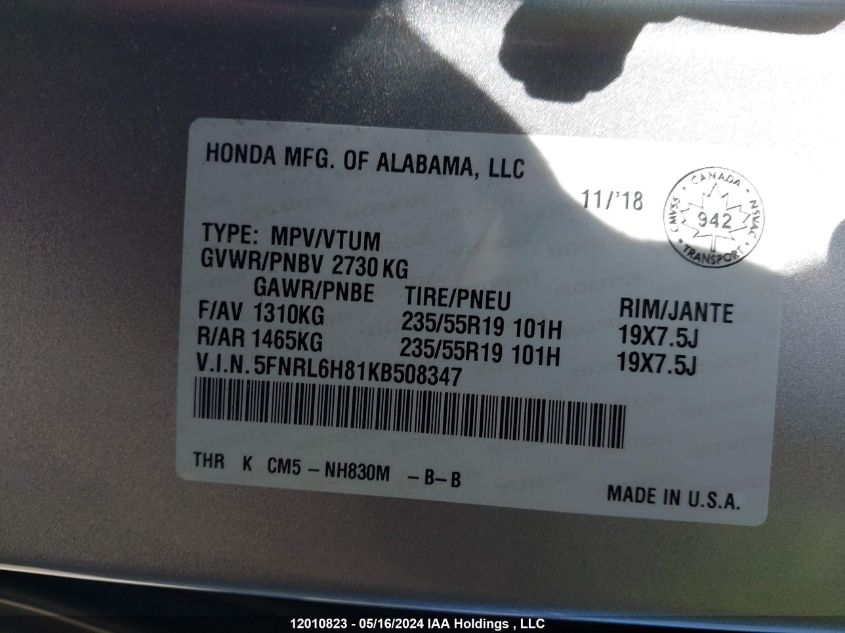 HONDA MFG. OF ALABAMA, LLC
11/'18
CANADA
CMVSS 942 NSVAC
TRANSPORT
TYPE: MPV/VTUM
GVWR/PNBV 2730 KG
GAWR/PNBE TIRE/PNEU RIM/JANTE
F/AV 1310KG 235/55R19 101H 19X7.5J
R/AR 1465KG 235/55R19 101H 19X7.5J
V.I.N. 5FNRL6H81KB508347
THR K CM5 - NH830M - B - B
MADE IN U.S.A.
12010823 - 05/16/2024 IAA Holdings , LLC